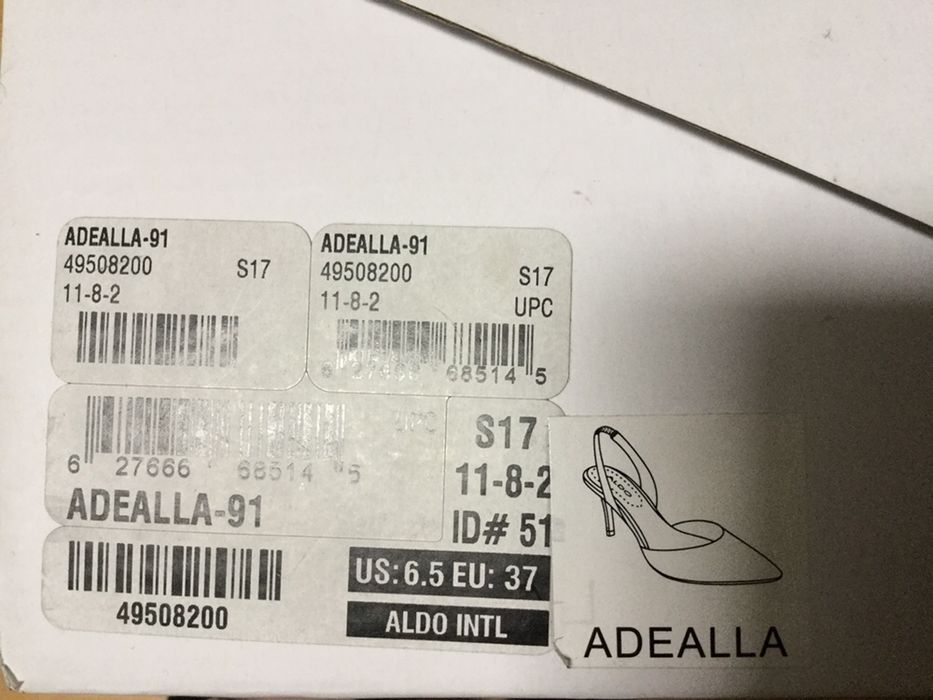 ADEALLA-91
49508200 S17
11-8-2
ADEALLA-91
49508200 S17
11-8-2 UPC
6 27666 68514 5
UPC
6 27666 68514 5
ADEALLA-91
S17
11-8-2
ID# 51
49508200
US: 6.5 EU: 37
ALDO INTL
ALDO
ADEALLA